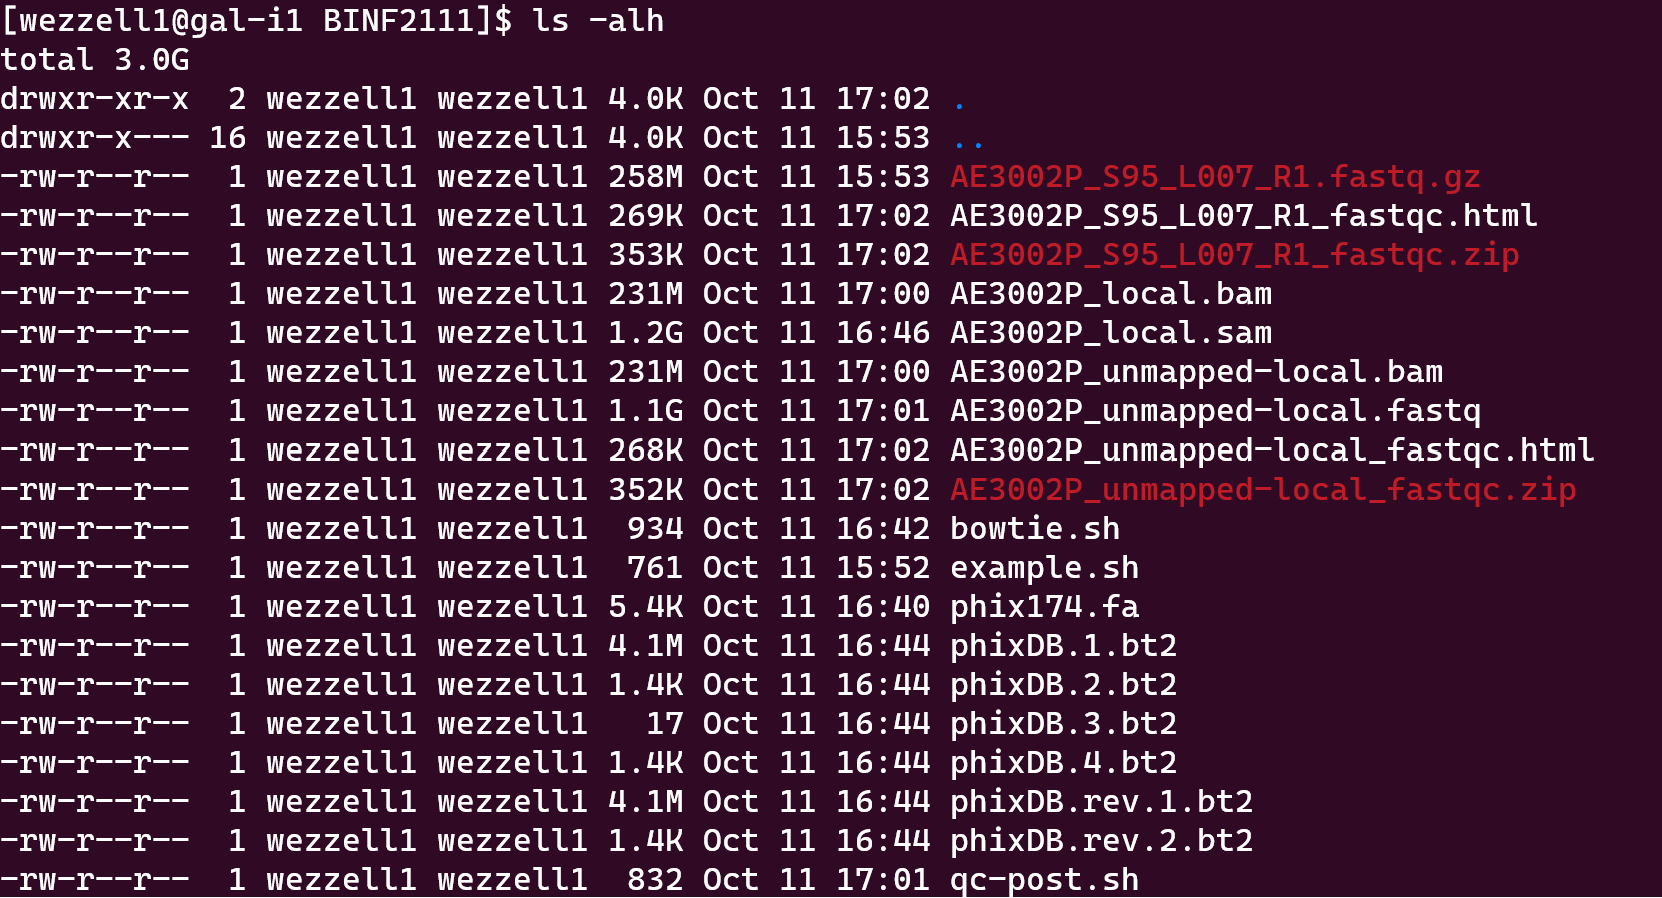 [wezzell1@gal-i1 BINF2111]$ ls -alh
total 3.0G
drwxr-xr-x  2 wezzell1 wezzell1 4.0K Oct 11 17:02 .
drwxr-x--- 16 wezzell1 wezzell1 4.0K Oct 11 15:53 ..
-rw-r--r--  1 wezzell1 wezzell1 258M Oct 11 15:53 AE3002P_S95_L007_R1.fastq.gz
-rw-r--r--  1 wezzell1 wezzell1 269K Oct 11 17:02 AE3002P_S95_L007_R1_fastqc.html
-rw-r--r--  1 wezzell1 wezzell1 353K Oct 11 17:02 AE3002P_S95_L007_R1_fastqc.zip
-rw-r--r--  1 wezzell1 wezzell1 231M Oct 11 17:00 AE3002P_local.bam
-rw-r--r--  1 wezzell1 wezzell1 1.2G Oct 11 16:46 AE3002P_local.sam
-rw-r--r--  1 wezzell1 wezzell1 231M Oct 11 17:00 AE3002P_unmapped-local.bam
-rw-r--r--  1 wezzell1 wezzell1 1.1G Oct 11 17:01 AE3002P_unmapped-local.fastq
-rw-r--r--  1 wezzell1 wezzell1 268K Oct 11 17:02 AE3002P_unmapped-local_fastqc.html
-rw-r--r--  1 wezzell1 wezzell1 352K Oct 11 17:02 AE3002P_unmapped-local_fastqc.zip
-rw-r--r--  1 wezzell1 wezzell1  934 Oct 11 16:42 bowtie.sh
-rw-r--r--  1 wezzell1 wezzell1  761 Oct 11 15:52 example.sh
-rw-r--r--  1 wezzell1 wezzell1 5.4K Oct 11 16:40 phix174.fa
-rw-r--r--  1 wezzell1 wezzell1 4.1M Oct 11 16:44 phixDB.1.bt2
-rw-r--r--  1 wezzell1 wezzell1 1.4K Oct 11 16:44 phixDB.2.bt2
-rw-r--r--  1 wezzell1 wezzell1   17 Oct 11 16:44 phixDB.3.bt2
-rw-r--r--  1 wezzell1 wezzell1 1.4K Oct 11 16:44 phixDB.4.bt2
-rw-r--r--  1 wezzell1 wezzell1 4.1M Oct 11 16:44 phixDB.rev.1.bt2
-rw-r--r--  1 wezzell1 wezzell1 1.4K Oct 11 16:44 phixDB.rev.2.bt2
-rw-r--r--  1 wezzell1 wezzell1  832 Oct 11 17:01 qc-post.sh